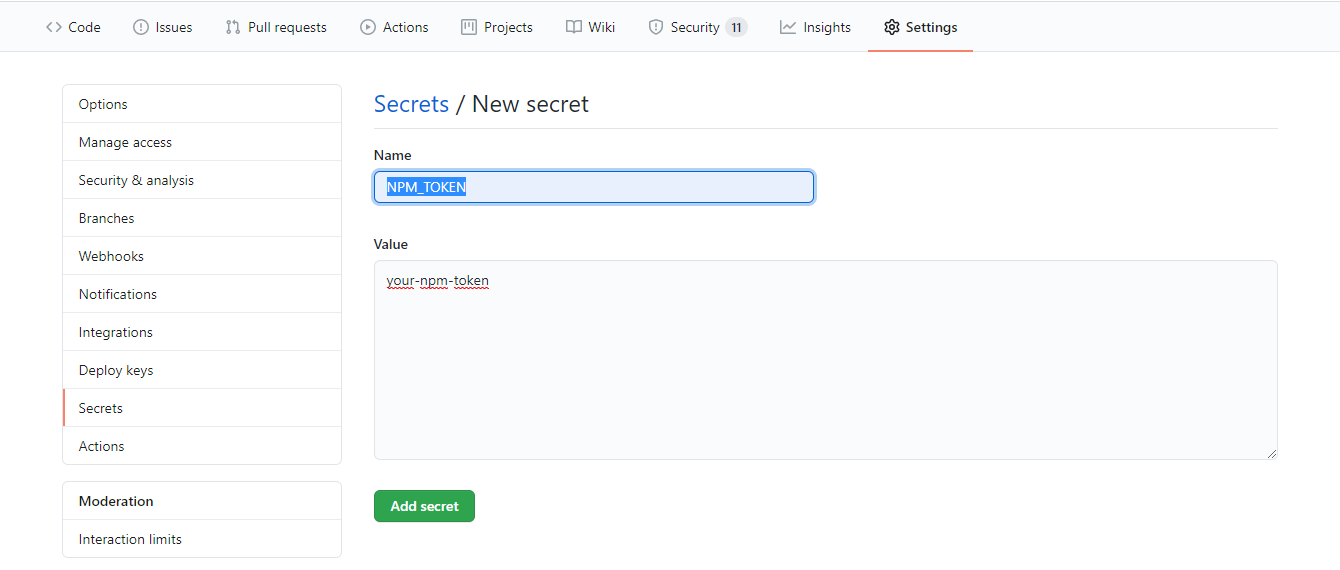 Code Issues Pull requests Actions Projects Wiki Security 11 Insights Settings
Options
Manage access
Security & analysis
Branches
Webhooks
Notifications
Integrations
Deploy keys
Secrets
Actions
Moderation
Interaction limits
Secrets / New secret
Name
NPM_TOKEN
Value
your-npm-token
Add secret